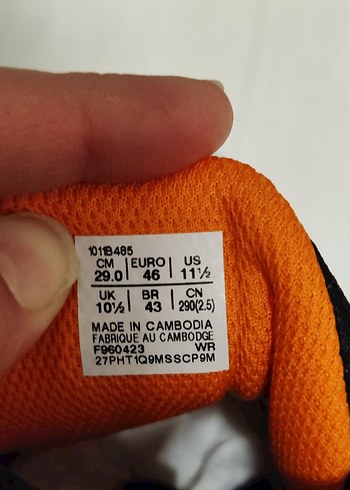 1011B485
CM | EURO | US
29.0 | 46 | 11½
UK | BR | CN
10½ | 43 | 290(2.5)
MADE IN CAMBODIA
FABRIQUE AU CAMBODGE
F960423 WR
27PHT1Q9MSSCP9M